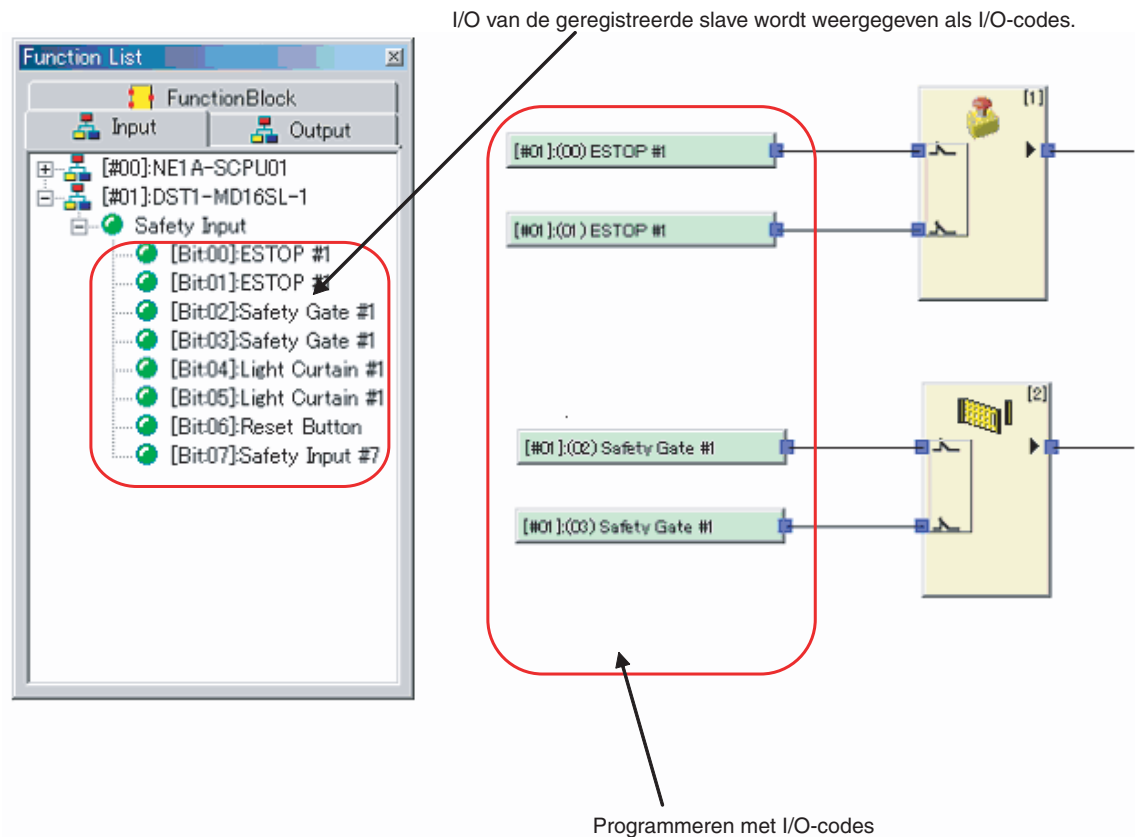 I/O van de geregistreerde slave wordt weergegeven als I/O-codes.
Function List
FunctionBlock
Input
Output
[#00]:NE1A-SCPU01
[#01]:DST1-MD16SL-1
Safety Input
[Bit:00]:ESTOP #1
[Bit:01]:ESTOP #1
[Bit:02]:Safety Gate #1
[Bit:03]:Safety Gate #1
[Bit:04]:Light Curtain #1
[Bit:05]:Light Curtain #1
[Bit:06]:Reset Button
[Bit:07]:Safety Input #7
[#01]:(00) ESTOP #1
[#01]:(01) ESTOP #1
[1]
[#01]:(02) Safety Gate #1
[#01]:(03) Safety Gate #1
[2]
Programmeren met I/O-codes